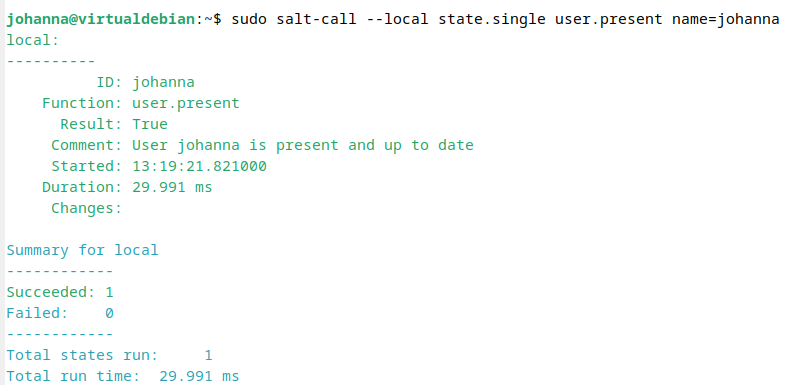 johanna@virtualdebian:~$ sudo salt-call --local state.single user.present name=johanna
local:
----------
          ID: johanna
    Function: user.present
      Result: True
     Comment: User johanna is present and up to date
     Started: 13:19:21.821000
    Duration: 29.991 ms
     Changes:

Summary for local
------------
Succeeded: 1
Failed:    0
------------
Total states run:     1
Total run time:  29.991 ms